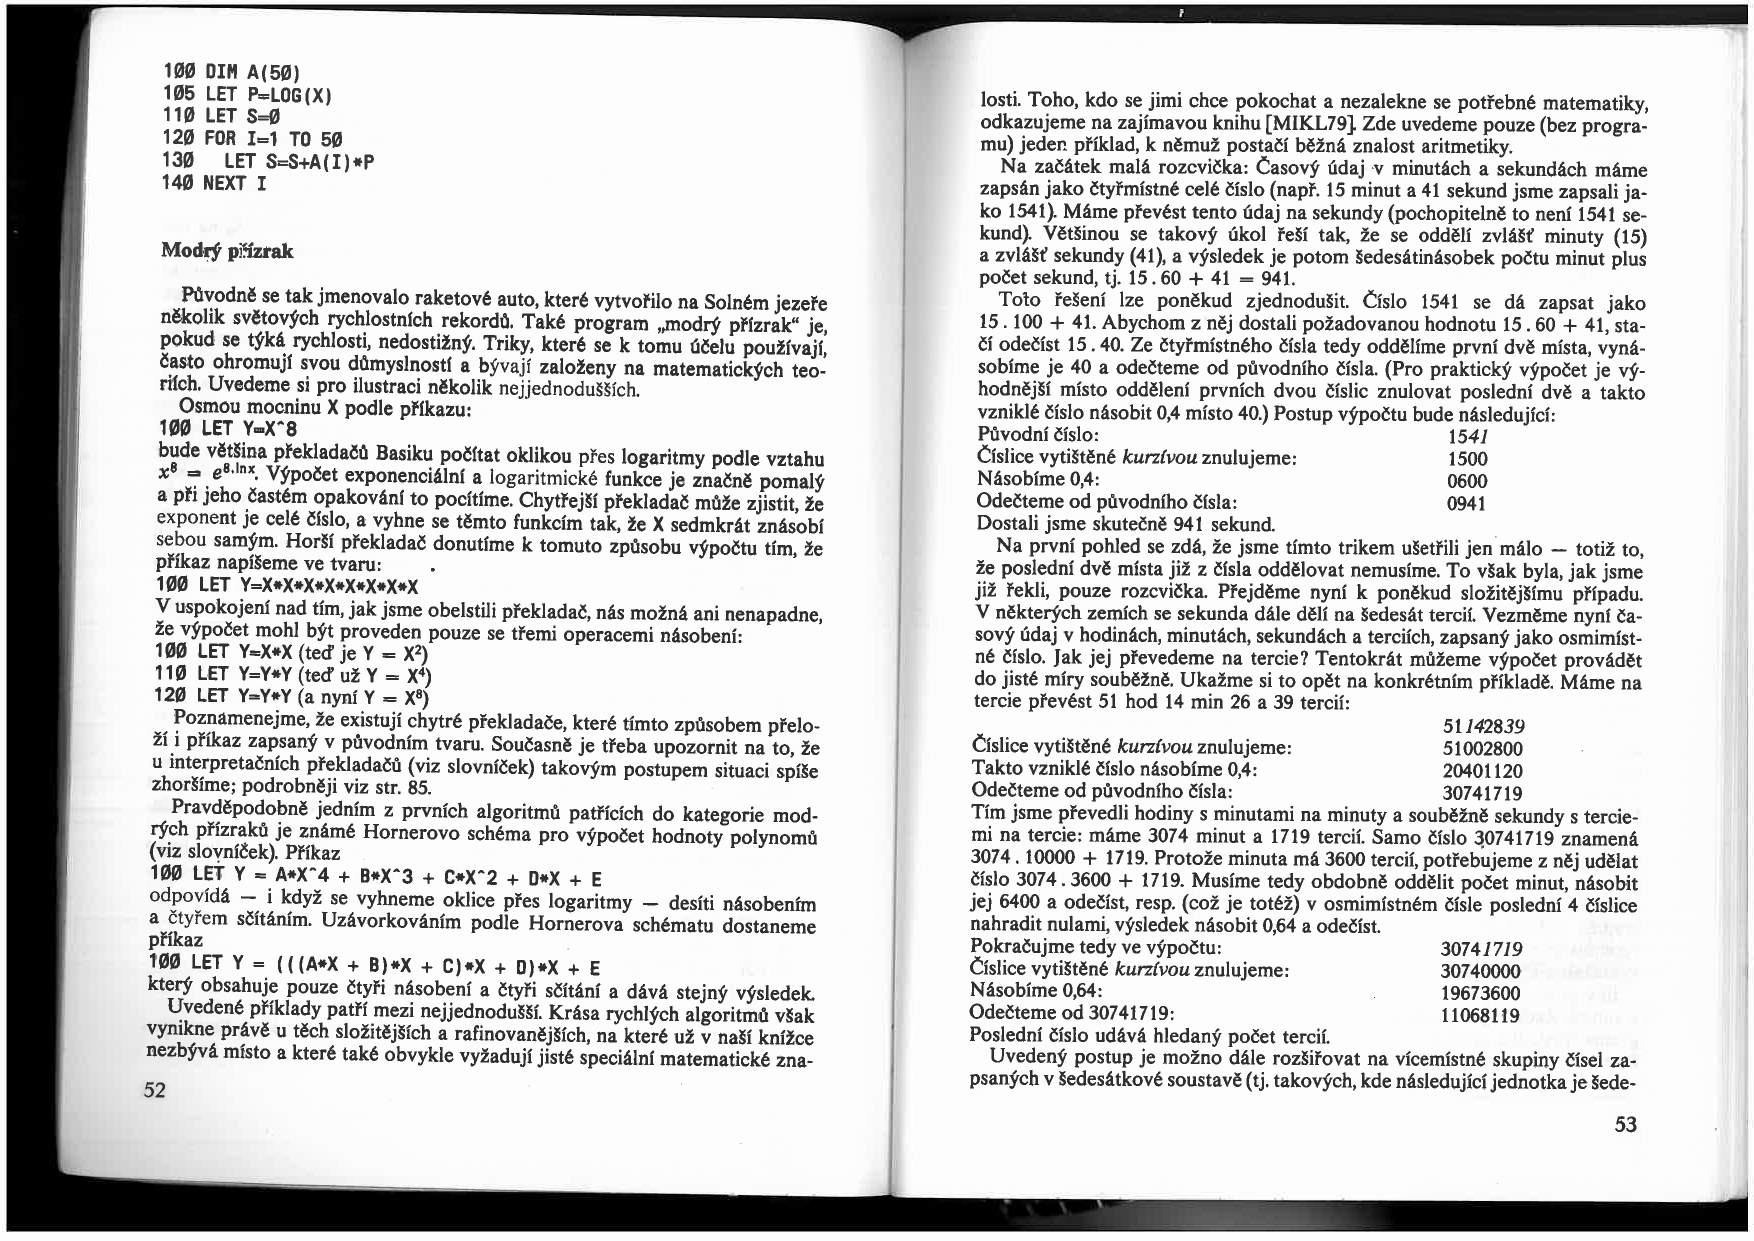 100 DIM A(50)
105 LET P=LOG(X)
110 LET S=0
120 FOR I=1 TO 50
130   LET S=S+A(I)*P
140 NEXT I
Modrý přízrak
Původně se tak jmenovalo raketové auto, které vytvořilo na Solném jezeře
několik světových rychlostních rekordů. Také program „modrý přízrak“ je,
pokud se týká rychlosti, nedostižný. Triky, které se k tomu účelu používají,
často ohromují svou důmyslností a bývají založeny na matematických teo-
riích. Uvedeme si pro ilustraci několik nejjednodušších.
Osmou mocninu X podle příkazu:
100 LET Y=X^8
bude většina překladačů Basiku počítat oklikou přes logaritmy podle vztahu
x⁸ = e^8.lnx. Výpočet exponenciální a logaritmické funkce je značně pomalý
a při jeho častém opakování to pocítíme. Chytřejší překladač může zjistit, že
exponent je celé číslo, a vyhne se těmto funkcím tak, že X sedmkrát znásobí
sebou samým. Horší překladač donutíme k tomuto způsobu výpočtu tím, že
příkaz napíšeme ve tvaru:
100 LET Y=X*X*X*X*X*X*X*X
V uspokojení nad tím, jak jsme obelstili překladač, nás možná ani nenapadne,
že výpočet mohl být proveden pouze se třemi operacemi násobení:
100 LET Y=X*X (teď je Y = X²)
110 LET Y=Y*Y (teď už Y = X⁴)
120 LET Y=Y*Y (a nyní Y = X⁸)
Poznamenejme, že existují chytré překladače, které tímto způsobem přelo-
ží i příkaz zapsaný v původním tvaru. Současně je třeba upozornit na to, že
u interpretačních překladačů (viz slovníček) takovým postupem situaci spíše
zhoršíme; podrobněji viz str. 85.
Pravděpodobně jedním z prvních algoritmů patřících do kategorie mod-
rých přízraků je známé Hornerovo schéma pro výpočet hodnoty polynomů
(viz slovníček). Příkaz
100 LET Y = A*X^4 + B*X^3 + C*X^2 + D*X + E
odpovídá — i když se vyhneme oklice přes logaritmy — desíti násobením
a čtyřem sčítáním. Uzávorkováním podle Hornerova schématu dostaneme
příkaz
100 LET Y = (((A*X + B)*X + C)*X + D)*X + E
který obsahuje pouze čtyři násobení a čtyři sčítání a dává stejný výsledek.
Uvedené příklady patří mezi nejjednodušší. Krása rychlých algoritmů však
vynikne právě u těch složitějších a rafinovanějších, na které už v naší knížce
nezbývá místo a které také obvykle vyžadují jisté speciální matematické zna-
52
losti. Toho, kdo se jimi chce pokochat a nezalekne se potřebné matematiky,
odkazujeme na zajímavou knihu [MIKL79]. Zde uvedeme pouze (bez progra-
mu) jeden příklad, k němuž postačí běžná znalost aritmetiky.
Na začátek malá rozcvička: Časový údaj v minutách a sekundách máme
zapsán jako čtyřmístné celé číslo (např. 15 minut a 41 sekund jsme zapsali ja-
ko 1541). Máme převést tento údaj na sekundy (pochopitelně to není 1541 se-
kund). Většinou se takový úkol řeší tak, že se oddělí zvlášť minuty (15)
a zvlášť sekundy (41), a výsledek je potom šedesátinásobek počtu minut plus
počet sekund, tj. 15 . 60 + 41 = 941.
Toto řešení lze poněkud zjednodušit. Číslo 1541 se dá zapsat jako
15 . 100 + 41. Abychom z něj dostali požadovanou hodnotu 15 . 60 + 41, sta-
čí odečíst 15 . 40. Ze čtyřmístného čísla tedy oddělíme první dvě místa, vyná-
sobíme je 40 a odečteme od původního čísla. (Pro praktický výpočet je vý-
hodnější místo oddělení prvních dvou číslic znulovat poslední dvě a takto
vzniklé číslo násobit 0,4 místo 40.) Postup výpočtu bude následující:
Původní číslo: 1541
Číslice vytištěné kurzívou znulujeme: 1500
Násobíme 0,4: 0600
Odečteme od původního čísla: 0941
Dostali jsme skutečně 941 sekund.
Na první pohled se zdá, že jsme tímto trikem ušetřili jen málo — totiž to,
že poslední dvě místa již z čísla oddělovat nemusíme. To však byla, jak jsme
již řekli, pouze rozcvička. Přejděme nyní k poněkud složitějšímu případu.
V některých zemích se sekunda dále dělí na šedesát tercií. Vezměme nyní ča-
sový údaj v hodinách, minutách, sekundách a terciích, zapsaný jako osmimíst-
né číslo. Jak jej převedeme na tercie? Tentokrát můžeme výpočet provádět
do jisté míry souběžně. Ukažme si to opět na konkrétním příkladě. Máme na
tercie převést 51 hod 14 min 26 a 39 tercií:
51142839
Číslice vytištěné kurzívou znulujeme: 51002800
Takto vzniklé číslo násobíme 0,4: 20401120
Odečteme od původního čísla: 30741719
Tím jsme převedli hodiny s minutami na minuty a souběžně sekundy s tercie-
mi na tercie: máme 3074 minut a 1719 tercií. Samo číslo 30741719 znamená
3074 . 10000 + 1719. Protože minuta má 3600 tercií, potřebujeme z něj udělat
číslo 3074 . 3600 + 1719. Musíme tedy obdobně oddělit počet minut, násobit
jej 6400 a odečíst, resp. (což je totéž) v osmimístném čísle poslední 4 číslice
nahradit nulami, výsledek násobit 0,64 a odečíst.
Pokračujme tedy ve výpočtu: 30741719
Číslice vytištěné kurzívou znulujeme: 30740000
Násobíme 0,64: 19673600
Odečteme od 30741719: 11068119
Poslední číslo udává hledaný počet tercií.
Uvedený postup je možno dále rozšiřovat na vícemístné skupiny čísel za-
psaných v šedesátkové soustavě (tj. takových, kde následující jednotka je šede-
53